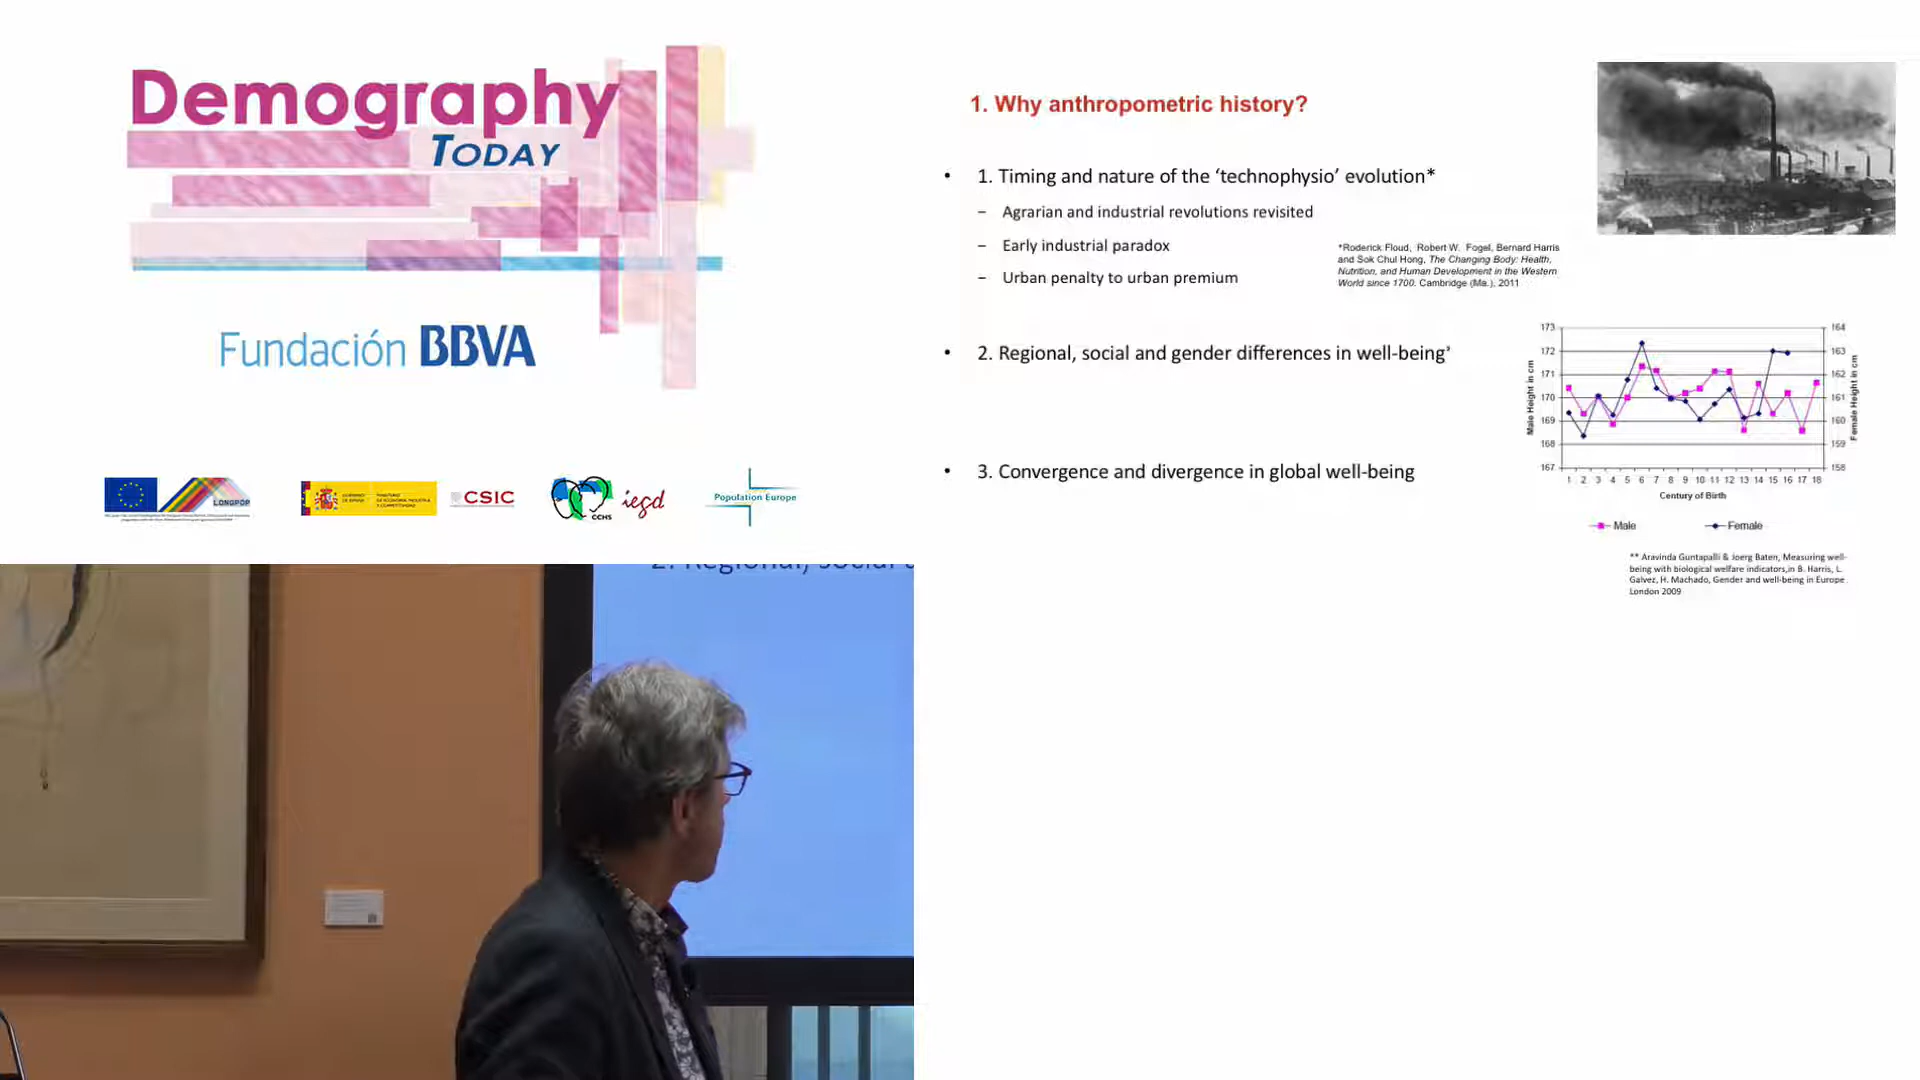 Demography
TODAY
Fundación BBVA
LONGPOP
CSIC
CCHS
iegd
Population Europe
1. Why anthropometric history?
• 1. Timing and nature of the ‘technophysio’ evolution*
– Agrarian and industrial revolutions revisited
– Early industrial paradox
– Urban penalty to urban premium
*Roderick Floud, Robert W. Fogel, Bernard Harris
and Sok Chul Hong, The Changing Body: Health,
Nutrition, and Human Development in the Western
World since 1700. Cambridge (Ma.), 2011
• 2. Regional, social and gender differences in well-being
• 3. Convergence and divergence in global well-being
Male Height in cm
173
172
171
170
169
168
167
164
163
162
161
160
159
158
Female Height in cm
1 2 3 4 5 6 7 8 9 10 11 12 13 14 15 16 17 18
Century of Birth
Male Female
** Aravinda Guntapalli & Joerg Baten, Measuring well-
being with biological welfare indicators,in B. Harris, L.
Galvez, H. Machado, Gender and well-being in Europe
London 2009
2. Regional, social